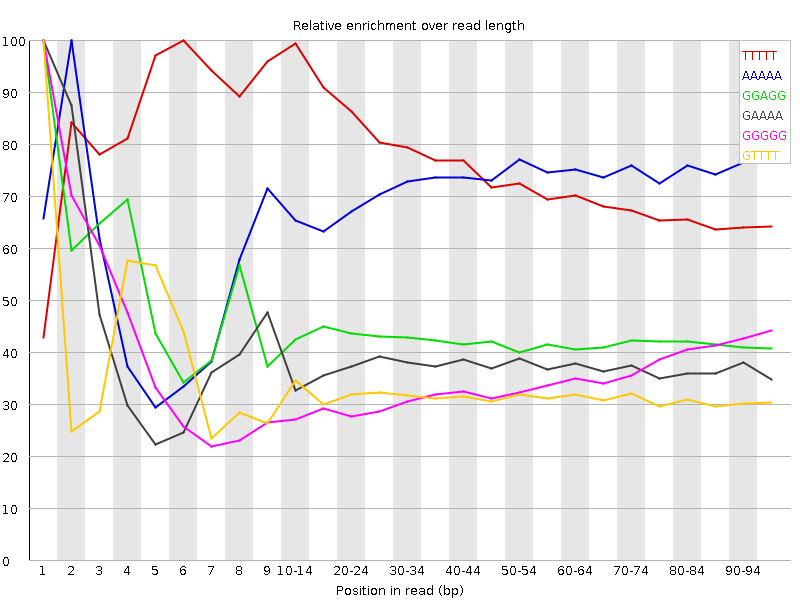 Relative enrichment over read length
100
90
80
70
60
50
40
30
20
10
0
TTTTT
AAAAA
GGAGG
GAAAA
GGGGG
GTTTT
1 2 3 4 5 6 7 8 9 10-14 20-24 30-34 40-44 50-54 60-64 70-74 80-84 90-94
Position in read (bp)